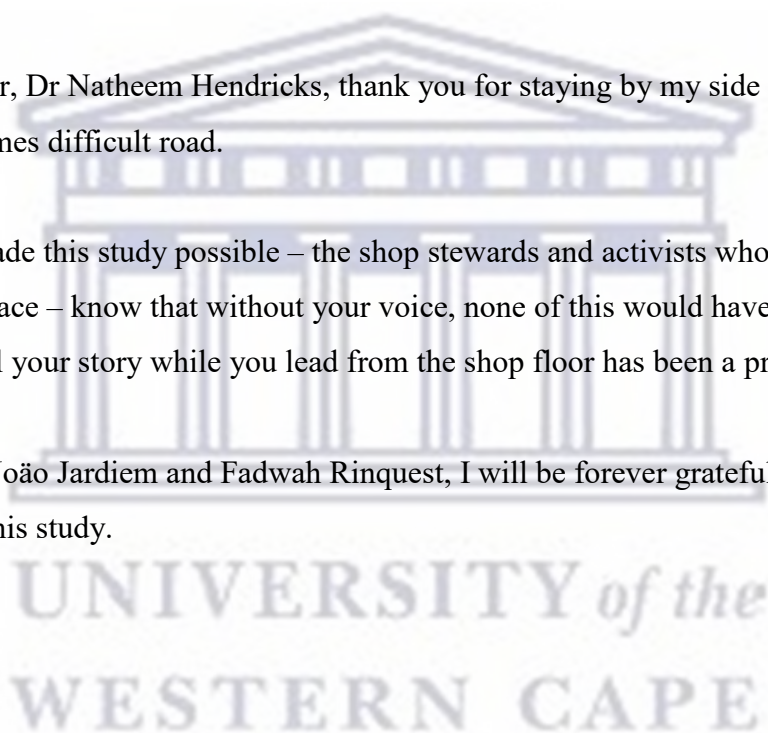 r, Dr Natheem Hendricks, thank you for staying by my side
mes difficult road.
ade this study possible – the shop stewards and activists who
ace – know that without your voice, none of this would have
l your story while you lead from the shop floor has been a pr
João Jardiem and Fadwah Rinquest, I will be forever grateful
his study.
UNIVERSITY of the
WESTERN CAPE